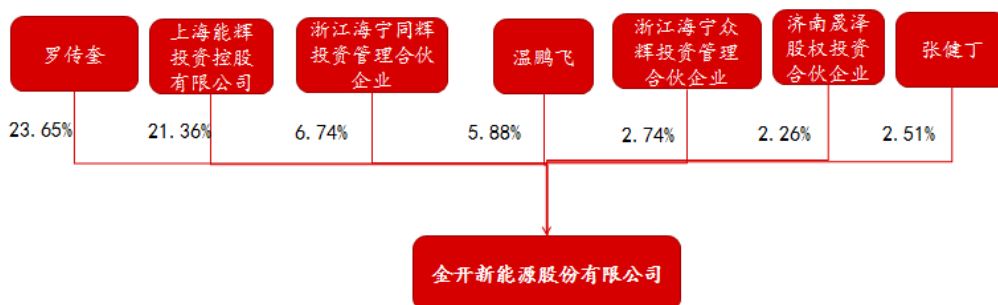 罗传奎
上海能辉
投资控股
有限公司
浙江海宁同辉
投资管理合伙
企业
温鹏飞
浙江海宁众
辉投资管理
合伙企业
济南晟泽
股权投资
合伙企业
张健丁
23.65%
21.36%
6.74%
5.88%
2.74%
2.26%
2.51%
金开新能源股份有限公司